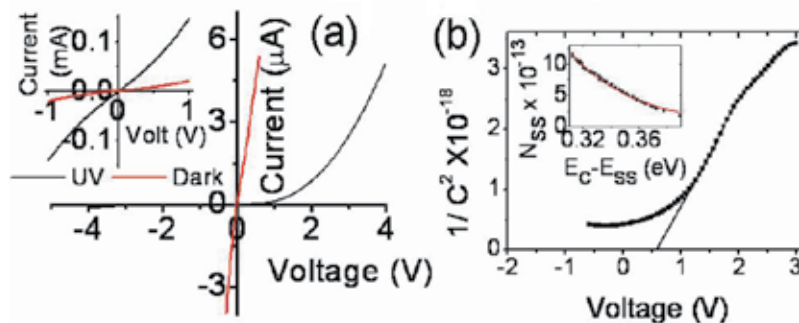 (a)
Current (mA)
0.1
0.0
-0.1
-1
0
1
Volt (V)
UV
Dark
Current (μA)
6
3
0
-3
-4
-2
0
2
4
Voltage (V)
(b)
1/ C² X10⁻¹⁸
3
2
1
0
-2
-1
0
1
2
3
Voltage (V)
N_SS x 10⁻¹³
10
5
0
0.32
0.36
E_C-E_SS (eV)